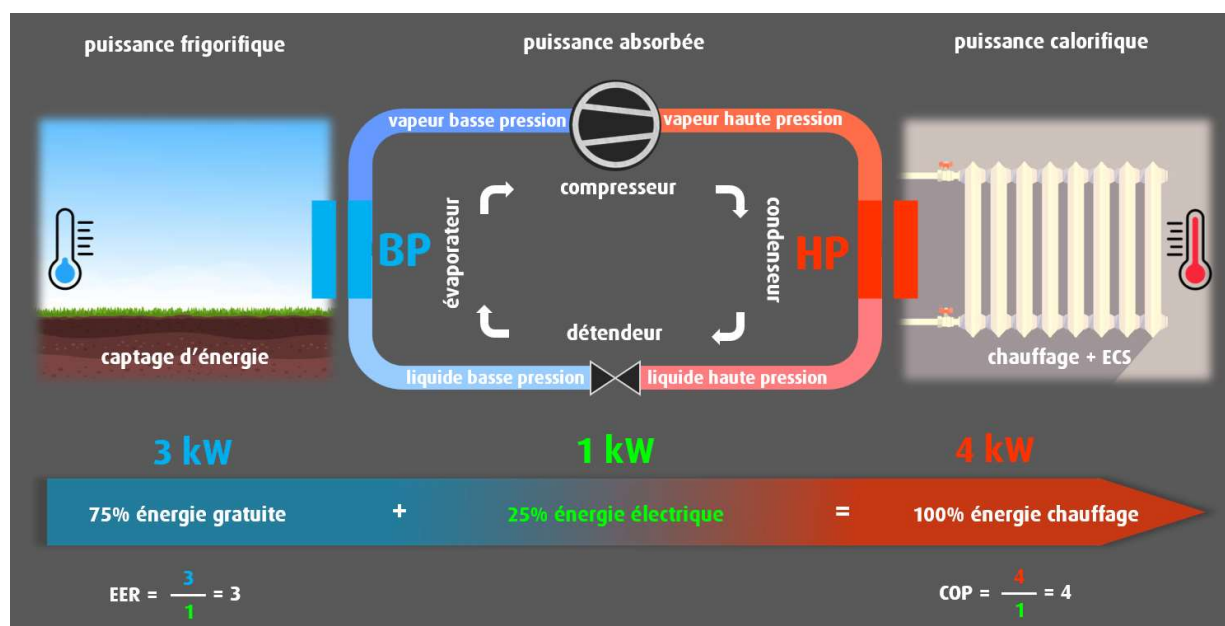 puissance frigorifique
puissance absorbée
puissance calorifique
vapeur basse pression
vapeur haute pression
compresseur
évaporateur
condenseur
BP
HP
détendeur
captage d'énergie
chauffage + ECS
liquide basse pression
liquide haute pression
3 kW
1 kW
4 kW
75% énergie gratuite
+
25% énergie électrique
=
100% énergie chauffage
EER = 3/1 = 3
COP = 4/1 = 4